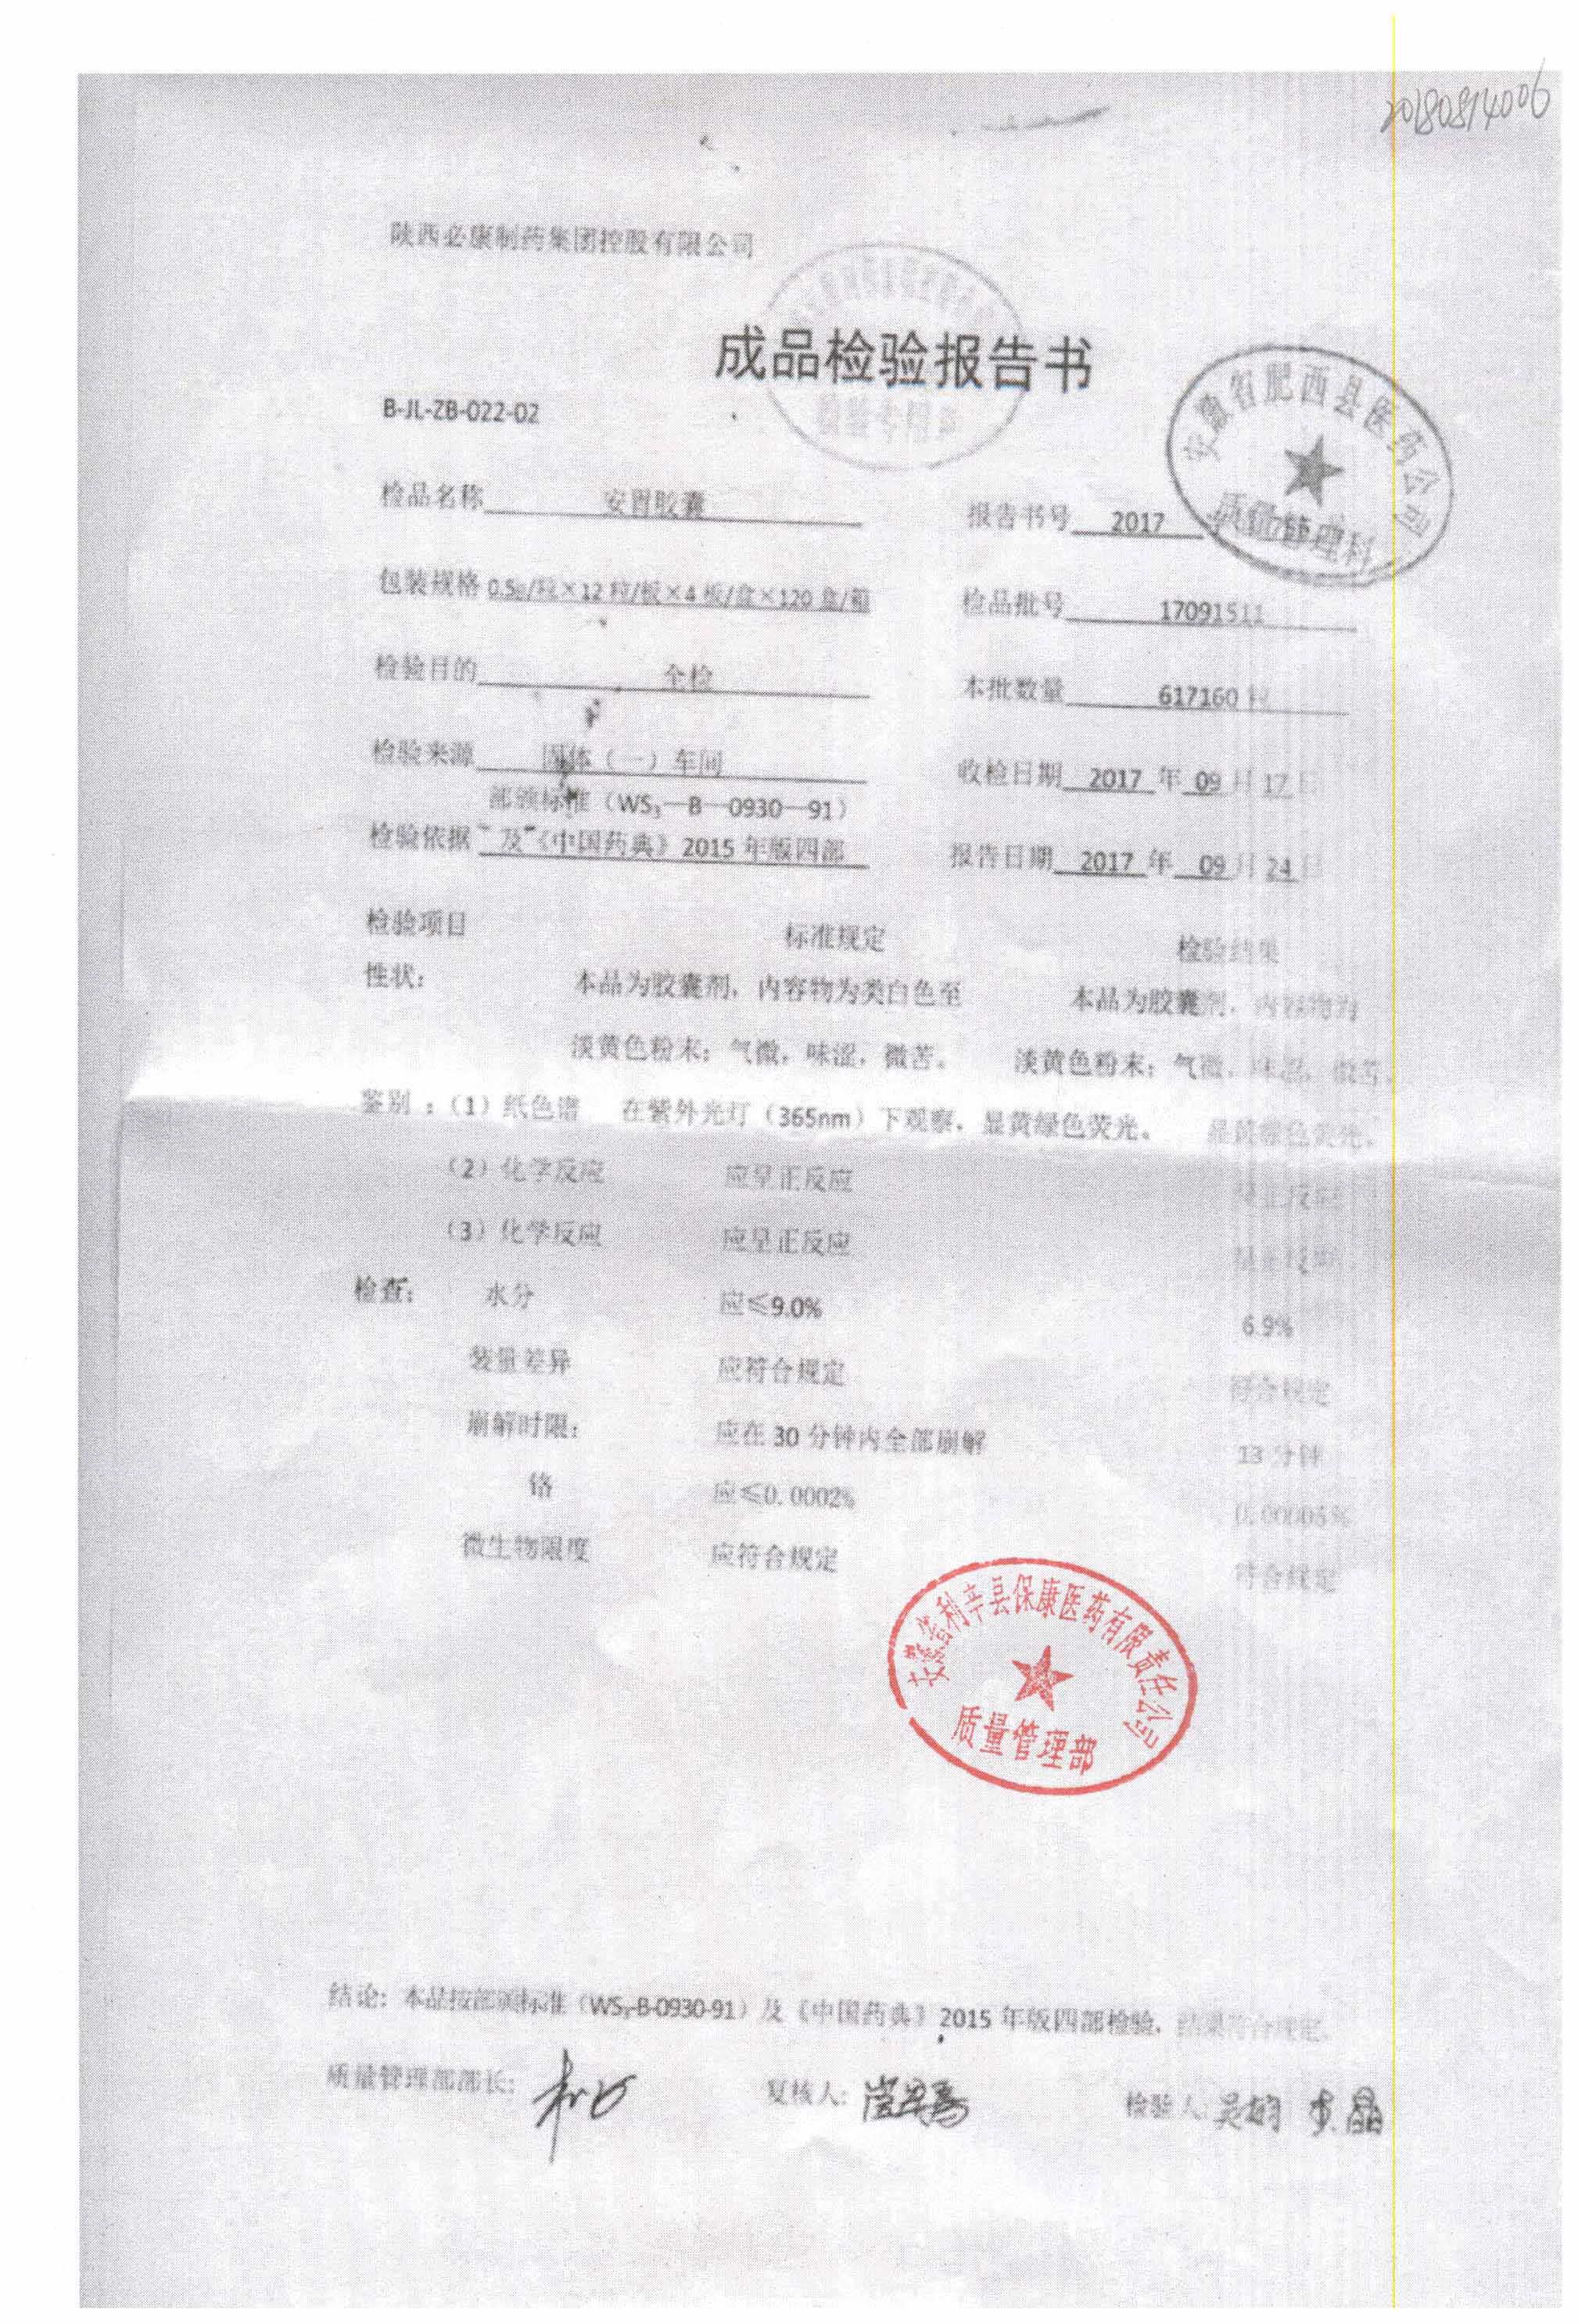 20180814006
陕西必康制药集团控股有限公司
成品检验报告书
检验专用章
安徽省肥西县医药公司
质量管理科
B-JL-ZB-022-02
检品名称 安胃胶囊 报告书号 2017
包装规格 0.5g/粒×12粒/板×4板/盒×120盒/箱 检品批号 17091511
检验目的 全检 本批数量 617160 粒
检验来源 固体（一）车间 收检日期 2017 年 09 月 17 日
部颁标准（WS₃—B—0930—91）
检验依据 及《中国药典》2015 年版四部 报告日期 2017 年 09 月 24 日
检验项目 标准规定 检验结果
性状： 本品为胶囊剂，内容物为类白色至 本品为胶囊剂，内容物为
淡黄色粉末；气微，味涩，微苦。 淡黄色粉末；气微，味涩，微苦。
鉴别：（1）纸色谱 在紫外光灯（365nm）下观察，显黄绿色荧光。 显黄绿色荧光。
（2）化学反应 应呈正反应 呈正反应
（3）化学反应 应呈正反应 呈正反应
检查： 水分 应≤9.0% 6.9%
装量差异 应符合规定 符合规定
崩解时限： 应在 30 分钟内全部崩解 13 分钟
铬 应≤0.0002% 0.00005%
微生物限度 应符合规定 符合规定
安徽省利辛县保康医药有限责任公司
质量管理部
结论：本品按部颁标准（WS₃-B-0930-91）及《中国药典》2015 年版四部检验，结果符合规定。
质量管理部部长： 复核人： 检验人：